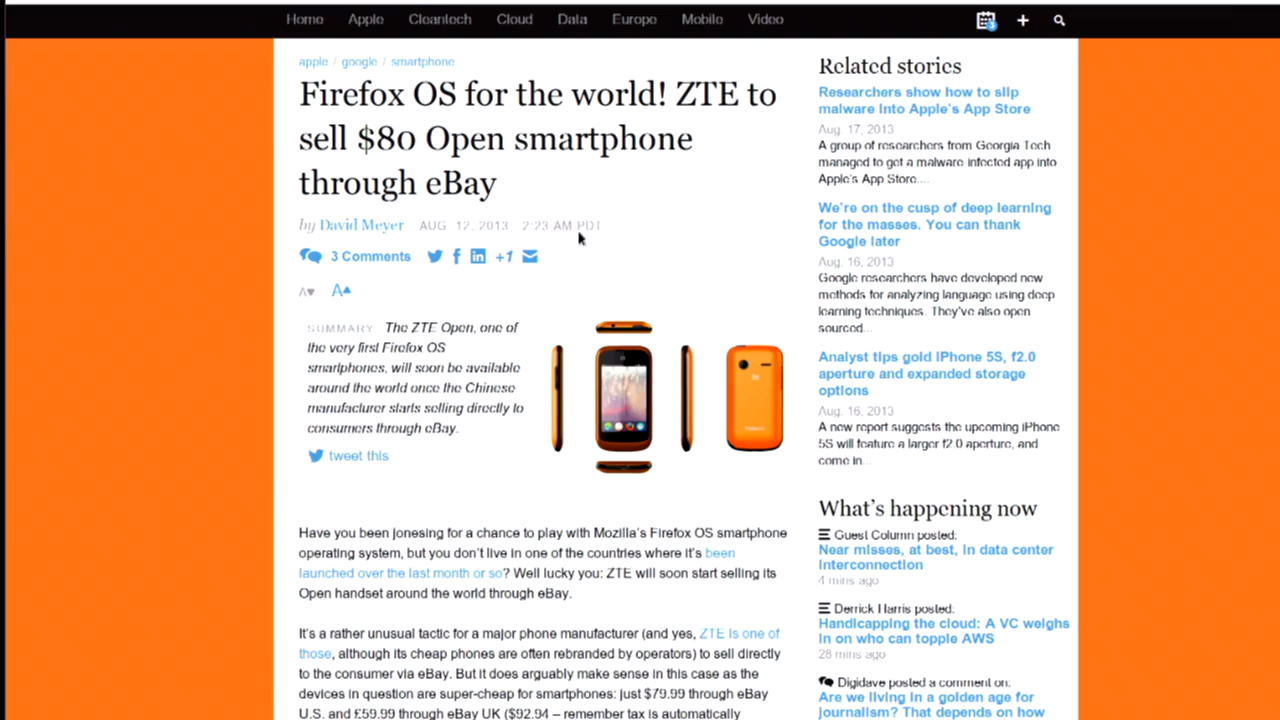 Home Apple Cleantech Cloud Data Europe Mobile Video
apple / google / smartphone
Firefox OS for the world! ZTE to
sell $80 Open smartphone
through eBay
by David Meyer AUG. 12, 2013 - 2:23 AM PDT
3 Comments +1
A▼ A▲
SUMMARY: The ZTE Open, one of
the very first Firefox OS
smartphones, will soon be available
around the world once the Chinese
manufacturer starts selling directly to
consumers through eBay.
tweet this
Have you been jonesing for a chance to play with Mozilla's Firefox OS smartphone
operating system, but you don't live in one of the countries where it's been
launched over the last month or so? Well lucky you: ZTE will soon start selling its
Open handset around the world through eBay.
It's a rather unusual tactic for a major phone manufacturer (and yes, ZTE is one of
those, although its cheap phones are often rebranded by operators) to sell directly
to the consumer via eBay. But it does arguably make sense in this case as the
devices in question are super-cheap for smartphones: just $79.99 through eBay
U.S. and £59.99 through eBay UK ($92.94 – remember tax is automatically
Related stories
Researchers show how to slip
malware into Apple's App Store
Aug. 17, 2013
A group of researchers from Georgia Tech
managed to get a malware-infected app into
Apple's App Store....
We're on the cusp of deep learning
for the masses. You can thank
Google later
Aug. 16, 2013
Google researchers have developed new
methods for analyzing language using deep
learning techniques. They've also open
sourced...
Analyst tips gold iPhone 5S, f2.0
aperture and expanded storage
options
Aug. 16, 2013
A new report suggests the upcoming iPhone
5S will feature a larger f2.0 aperture, and
come in...
What's happening now
Guest Column posted:
Near misses, at best, in data center
interconnection
4 mins ago
Derrick Harris posted:
Handicapping the cloud: A VC weighs
in on who can topple AWS
28 mins ago
Digidave posted a comment on:
Are we living in a golden age for
journalism? That depends on how